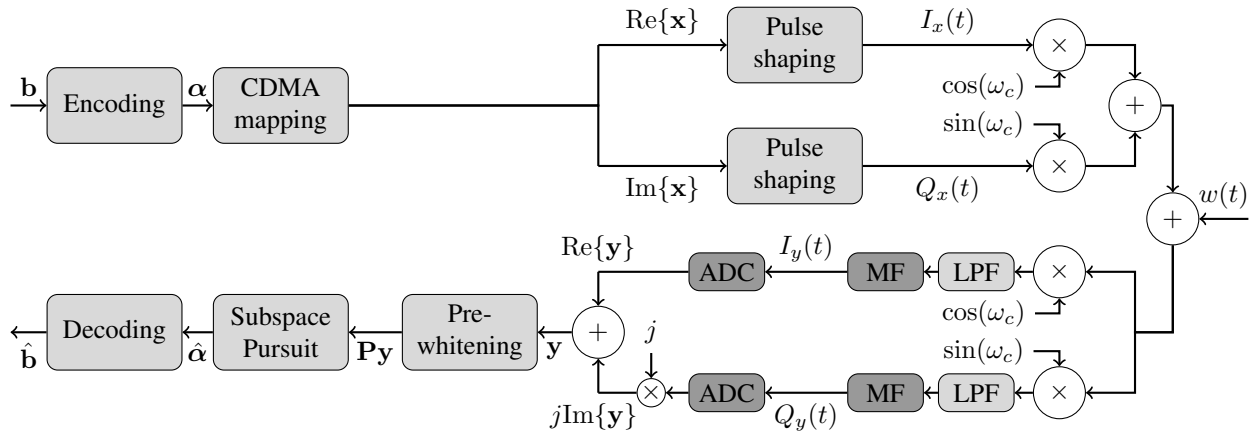 b
Encoding
α
CDMA
mapping
Re{x}
Pulse
shaping
I_x(t)
×
cos(ω_c)
sin(ω_c)
+
Im{x}
Pulse
shaping
Q_x(t)
×
w(t)
+
Re{y}
ADC
I_y(t)
MF
LPF
×
cos(ω_c)
sin(ω_c)
b̂
Decoding
α̂
Subspace
Pursuit
Py
Pre-
whitening
y
+
j
×
jIm{y}
ADC
Q_y(t)
MF
LPF
×